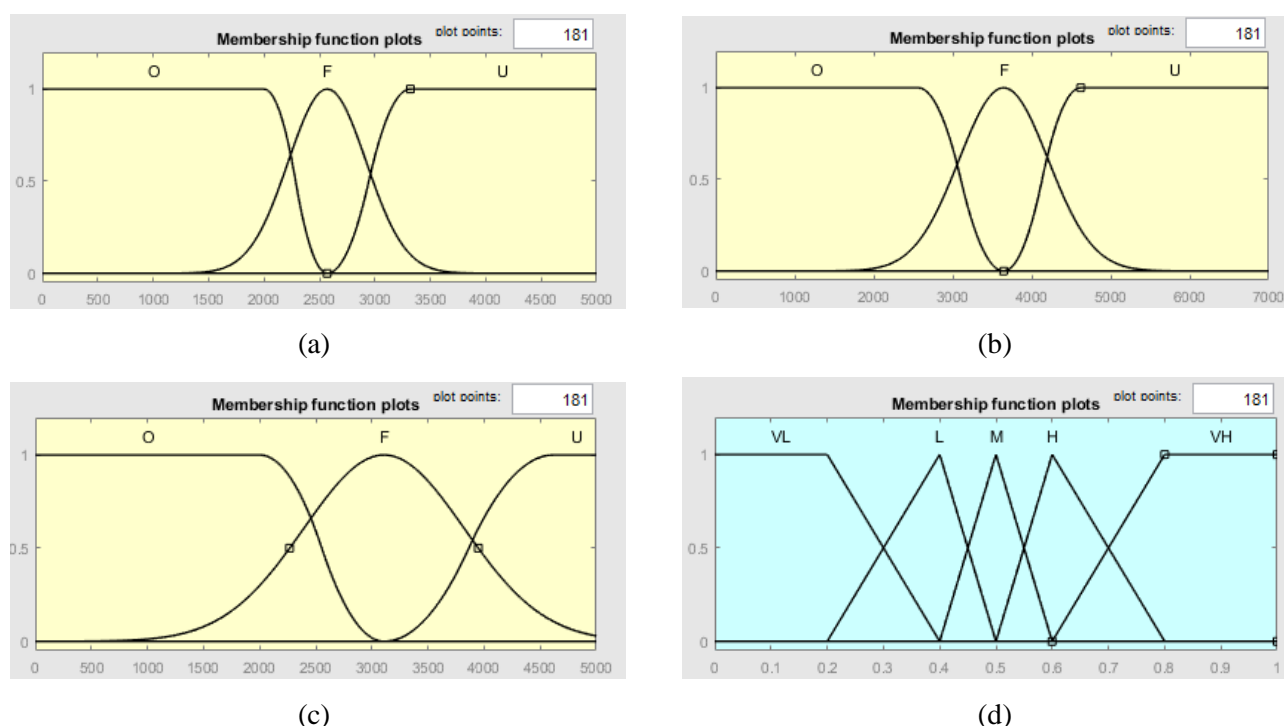 Membership function plots plot points: 181
O F U
1
0.5
0
0 500 1000 1500 2000 2500 3000 3500 4000 4500 5000
(a)
Membership function plots plot points: 181
O F U
1
0.5
0
0 1000 2000 3000 4000 5000 6000 7000
(b)
Membership function plots plot points: 181
O F U
1
0.5
0
0 500 1000 1500 2000 2500 3000 3500 4000 4500 5000
(c)
Membership function plots plot points: 181
VL L M H VH
1
0.5
0
0 0.1 0.2 0.3 0.4 0.5 0.6 0.7 0.8 0.9 1
(d)